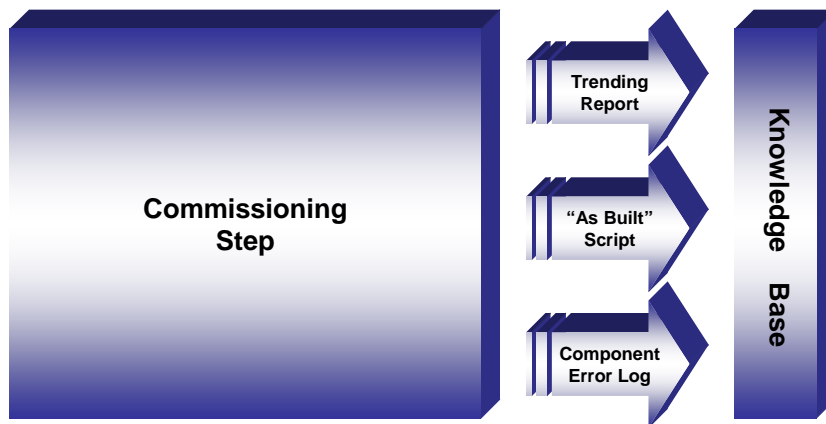 Commissioning
Step
Trending
Report
“As Built”
Script
Component
Error Log
Knowledge Base